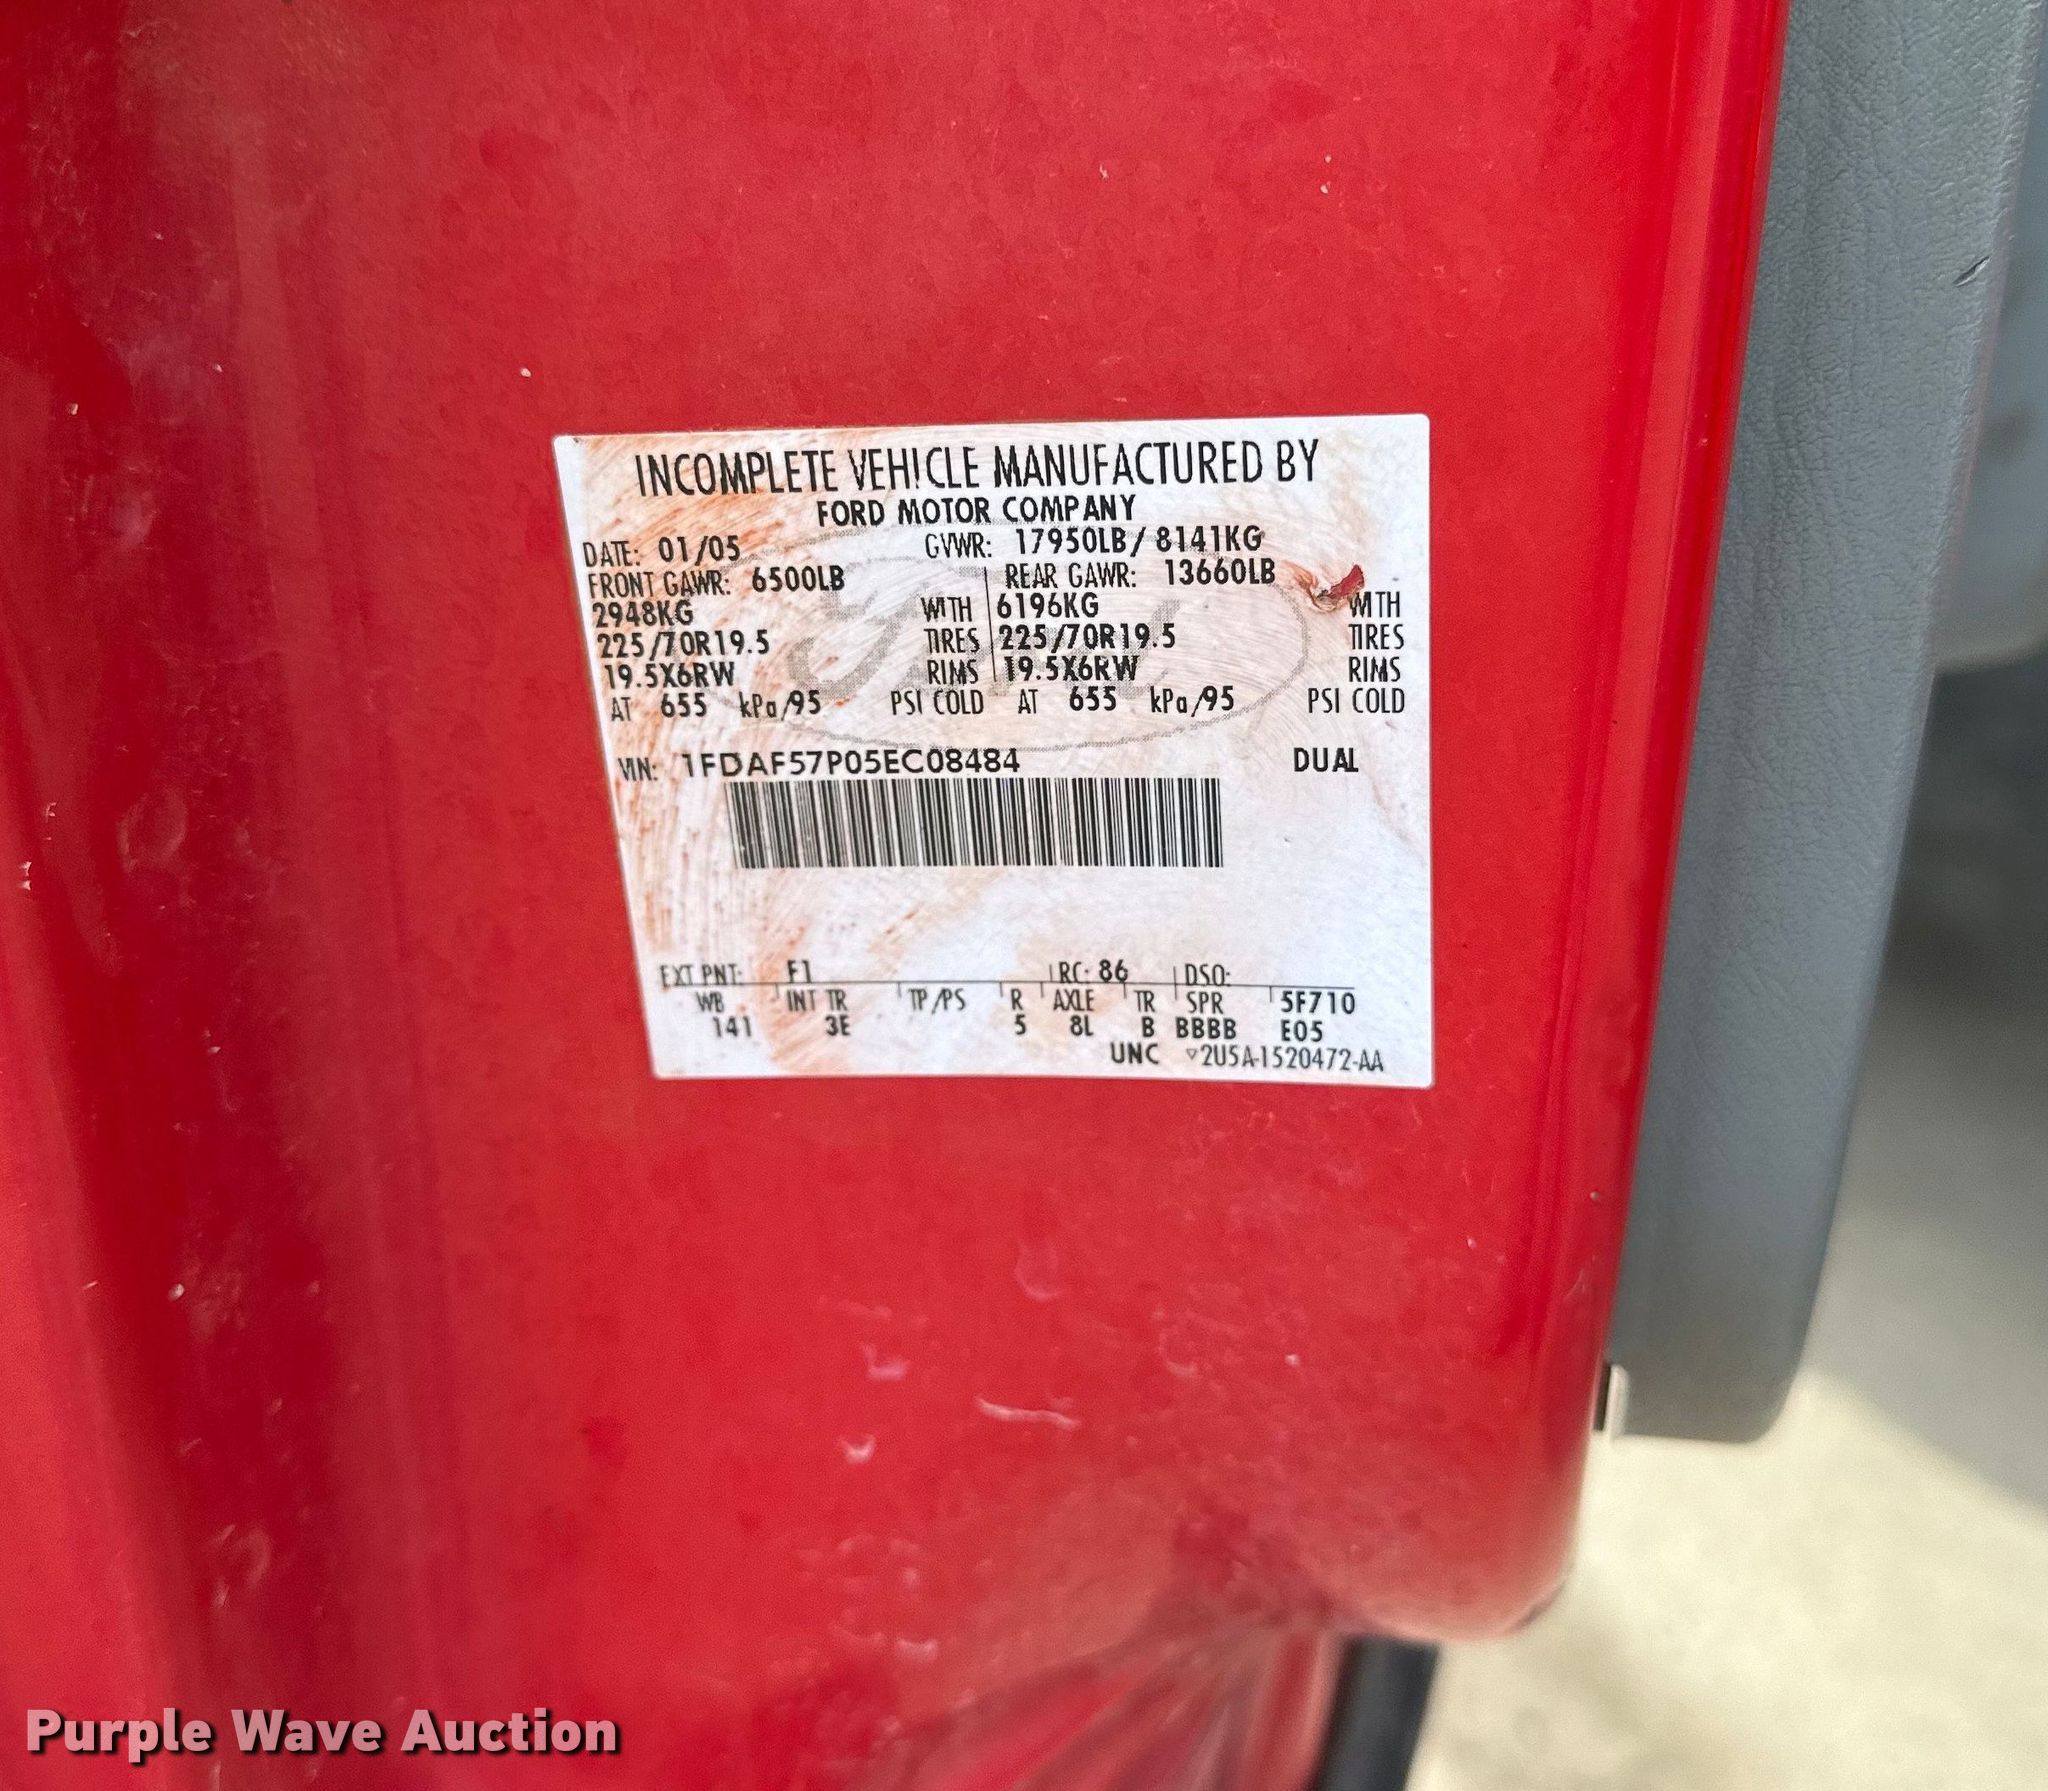 INCOMPLETE VEHICLE MANUFACTURED BY
FORD MOTOR COMPANY
DATE: 01/05 GVWR: 17950LB/ 8141KG
FRONT GAWR: 6500LB REAR GAWR: 13660LB
2948KG WITH 6196KG WITH
225/70R19.5 TIRES 225/70R19.5 TIRES
19.5X6RW RIMS 19.5X6RW RIMS
AT 655 kPa/95 PSI COLD AT 655 kPa/95 PSI COLD
VIN: 1FDAF57P05EC08484 DUAL
EXT PNT: F1 RC: 86 DSO:
WB INT TR TP/PS R AXLE TR SPR 5F710
141 3E 5 8L B BBBB E05
UNC ▽2U5A-1520472-AA
Purple Wave Auction